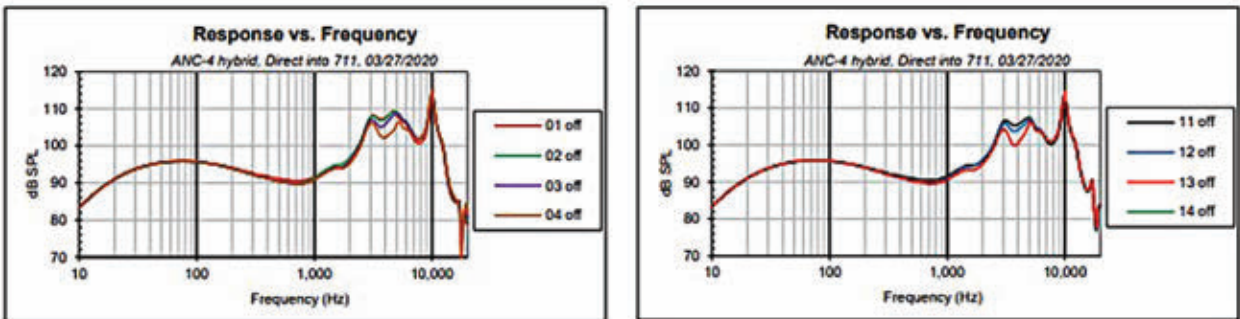 Response vs. Frequency
ANC-4 hybrid, Direct into 711, 03/27/2020
dB SPL
120
110
100
90
80
70
10
100
1,000
10,000
Frequency (Hz)
01 off
02 off
03 off
04 off
Response vs. Frequency
ANC-4 hybrid, Direct into 711, 03/27/2020
dB SPL
120
110
100
90
80
70
10
100
1,000
10,000
Frequency (Hz)
11 off
12 off
13 off
14 off